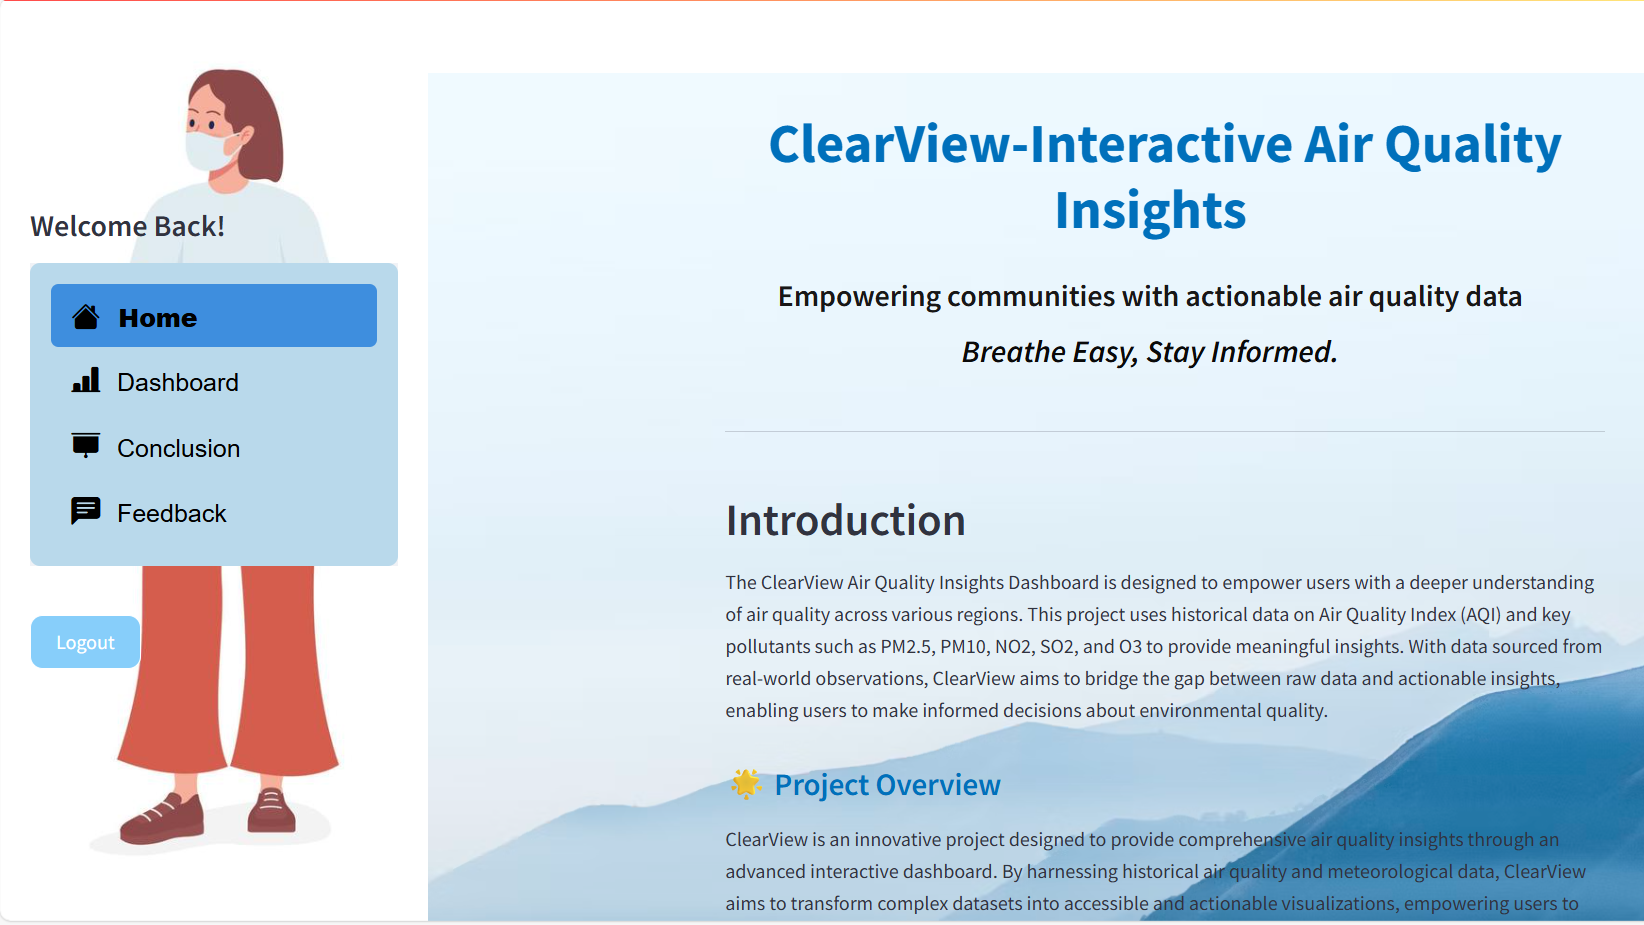 Welcome Back!
Home
Dashboard
Conclusion
Feedback
Logout
ClearView-Interactive Air Quality
Insights
Empowering communities with actionable air quality data
Breathe Easy, Stay Informed.
Introduction
The ClearView Air Quality Insights Dashboard is designed to empower users with a deeper understanding
of air quality across various regions. This project uses historical data on Air Quality Index (AQI) and key
pollutants such as PM2.5, PM10, NO2, SO2, and O3 to provide meaningful insights. With data sourced from
real-world observations, ClearView aims to bridge the gap between raw data and actionable insights,
enabling users to make informed decisions about environmental quality.
🌟 Project Overview
ClearView is an innovative project designed to provide comprehensive air quality insights through an
advanced interactive dashboard. By harnessing historical air quality and meteorological data, ClearView
aims to transform complex datasets into accessible and actionable visualizations, empowering users to